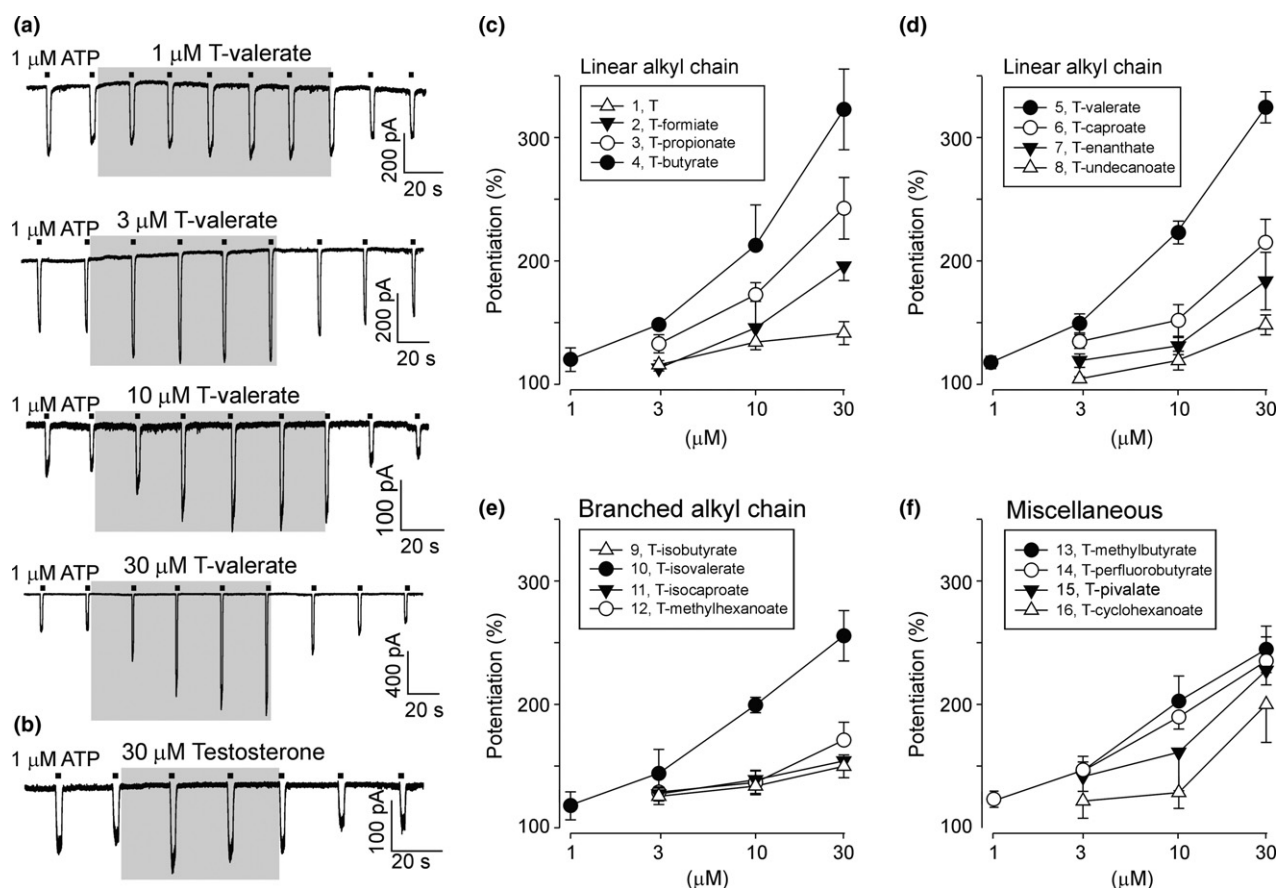 (a)
1 μM ATP
1 μM T-valerate
200 pA
20 s
1 μM ATP
3 μM T-valerate
200 pA
20 s
1 μM ATP
10 μM T-valerate
100 pA
20 s
1 μM ATP
30 μM T-valerate
400 pA
20 s
(b)
1 μM ATP
30 μM Testosterone
100 pA
20 s
(c)
Linear alkyl chain
1, T
2, T-formiate
3, T-propionate
4, T-butyrate
Potentiation (%)
300
200
100
1 3 10 30
(μM)
(d)
Linear alkyl chain
5, T-valerate
6, T-caproate
7, T-enanthate
8, T-undecanoate
Potentiation (%)
300
200
100
1 3 10 30
(μM)
(e)
Branched alkyl chain
9, T-isobutyrate
10, T-isovalerate
11, T-isocaproate
12, T-methylhexanoate
Potentiation (%)
300
200
100
1 3 10 30
(μM)
(f)
Miscellaneous
13, T-methylbutyrate
14, T-perfluorobutyrate
15, T-pivalate
16, T-cyclohexanoate
Potentiation (%)
300
200
100
1 3 10 30
(μM)